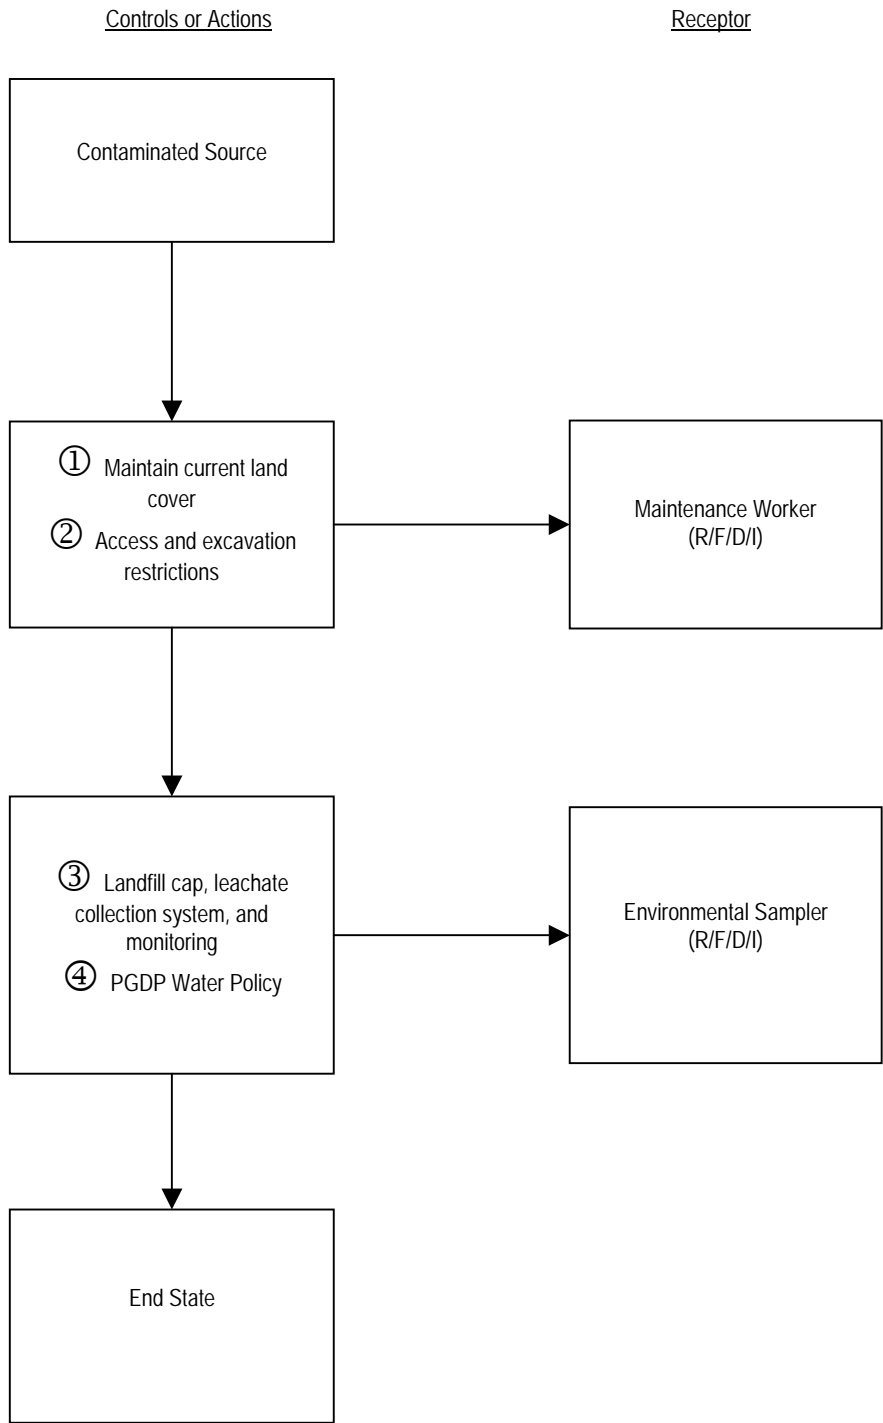 Controls or Actions
Receptor
Contaminated Source
① Maintain current land
cover
② Access and excavation
restrictions
Maintenance Worker
(R/F/D/I)
③ Landfill cap, leachate
collection system, and
monitoring
④ PGDP Water Policy
Environmental Sampler
(R/F/D/I)
End State